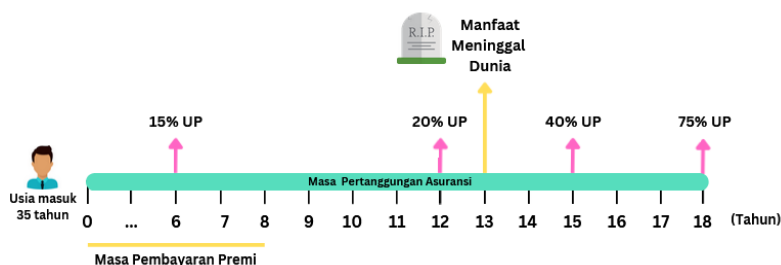 R.I.P.
Manfaat
Meninggal
Dunia
15% UP
20% UP
40% UP
75% UP
Masa Pertanggungan Asuransi
Usia masuk
35 tahun
0 ... 6 7 8 9 10 11 12 13 14 15 16 17 18 (Tahun)
Masa Pembayaran Premi